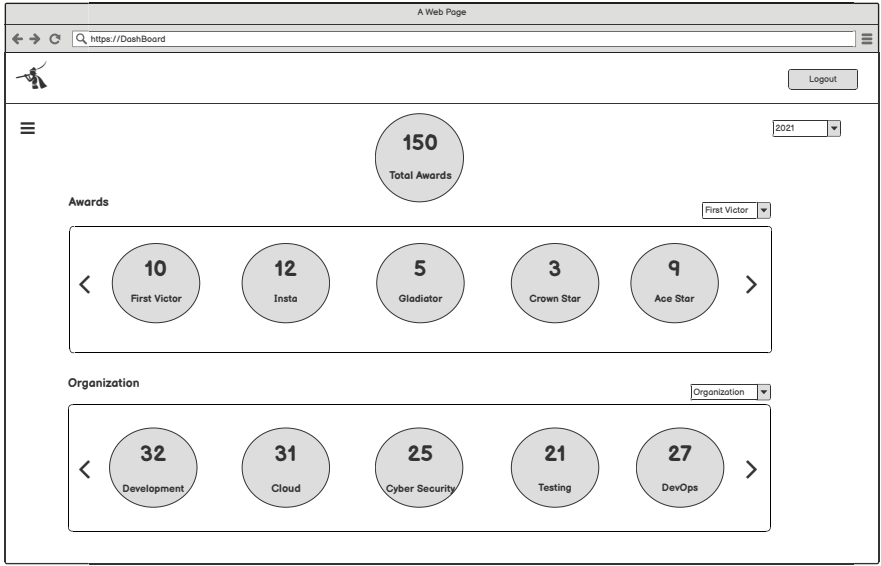 A Web Page
https://DashBoard
Logout
150
Total Awards
2021
Awards
First Victor
10
First Victor
12
Insta
5
Gladiator
3
Crown Star
9
Ace Star
Organization
Organization
32
Development
31
Cloud
25
Cyber Security
21
Testing
27
DevOps